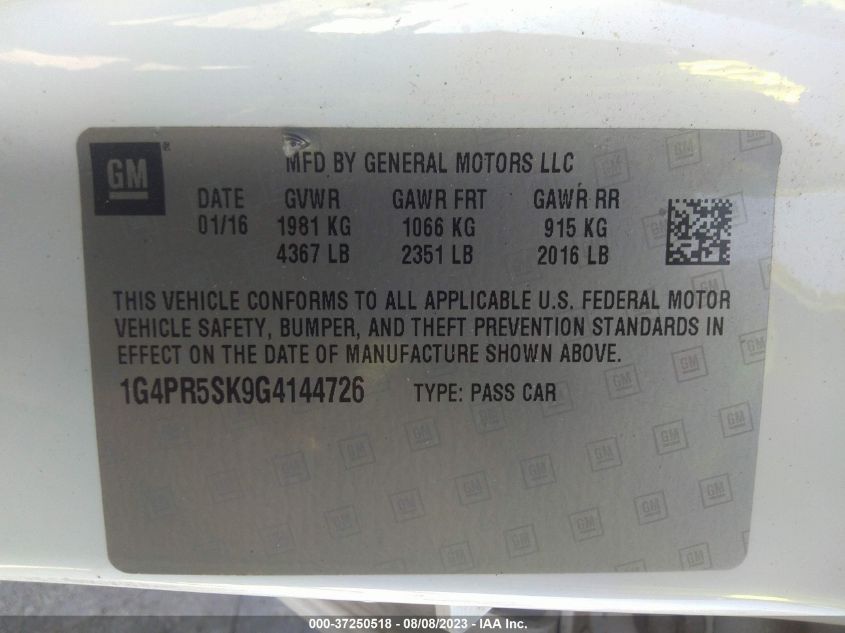 GM ®
MFD BY GENERAL MOTORS LLC
DATE GVWR GAWR FRT GAWR RR
01/16 1981 KG 1066 KG 915 KG
4367 LB 2351 LB 2016 LB
THIS VEHICLE CONFORMS TO ALL APPLICABLE U.S. FEDERAL MOTOR
VEHICLE SAFETY, BUMPER, AND THEFT PREVENTION STANDARDS IN
EFFECT ON THE DATE OF MANUFACTURE SHOWN ABOVE.
1G4PR5SK9G4144726 TYPE: PASS CAR
000-37250518 - 08/08/2023 - IAA Inc.